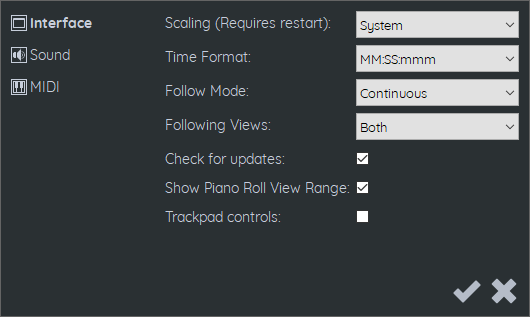 Interface
Sound
MIDI
Scaling (Requires restart): System
Time Format: MM:SS:mmm
Follow Mode: Continuous
Following Views: Both
Check for updates:
Show Piano Roll View Range:
Trackpad controls: